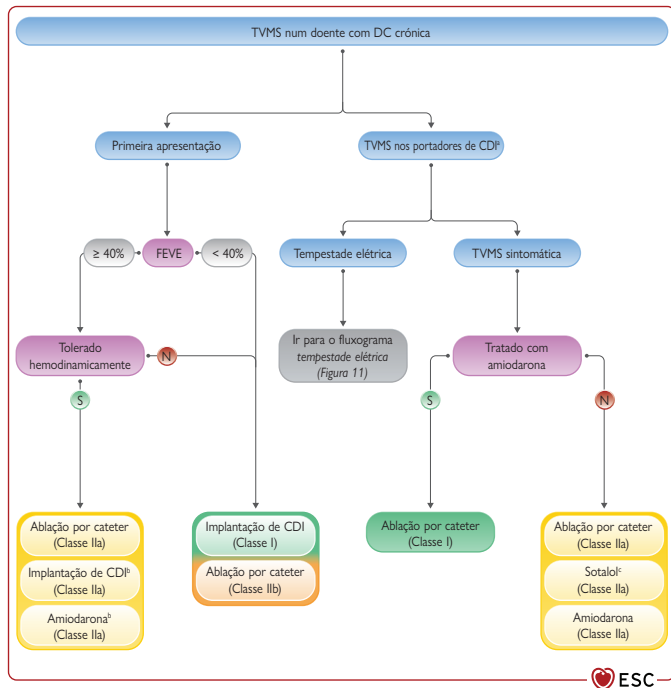 TVMS num doente com DC crónica
Primeira apresentação
TVMS nos portadores de CDIª
≥ 40%
FEVE
< 40%
Tempestade elétrica
TVMS sintomática
Tolerado
hemodinamicamente
N
Ir para o fluxograma
tempestade elétrica
(Figura 11)
Tratado com
amiodarona
S
S
N
Ablação por cateter
(Classe IIa)
Implantação de CDIᵇ
(Classe IIa)
Amiodaronaᵇ
(Classe IIa)
Implantação de CDI
(Classe I)
Ablação por cateter
(Classe IIb)
Ablação por cateter
(Classe I)
Ablação por cateter
(Classe IIa)
Sotalolᶜ
(Classe IIa)
Amiodarona
(Classe IIa)
ESC